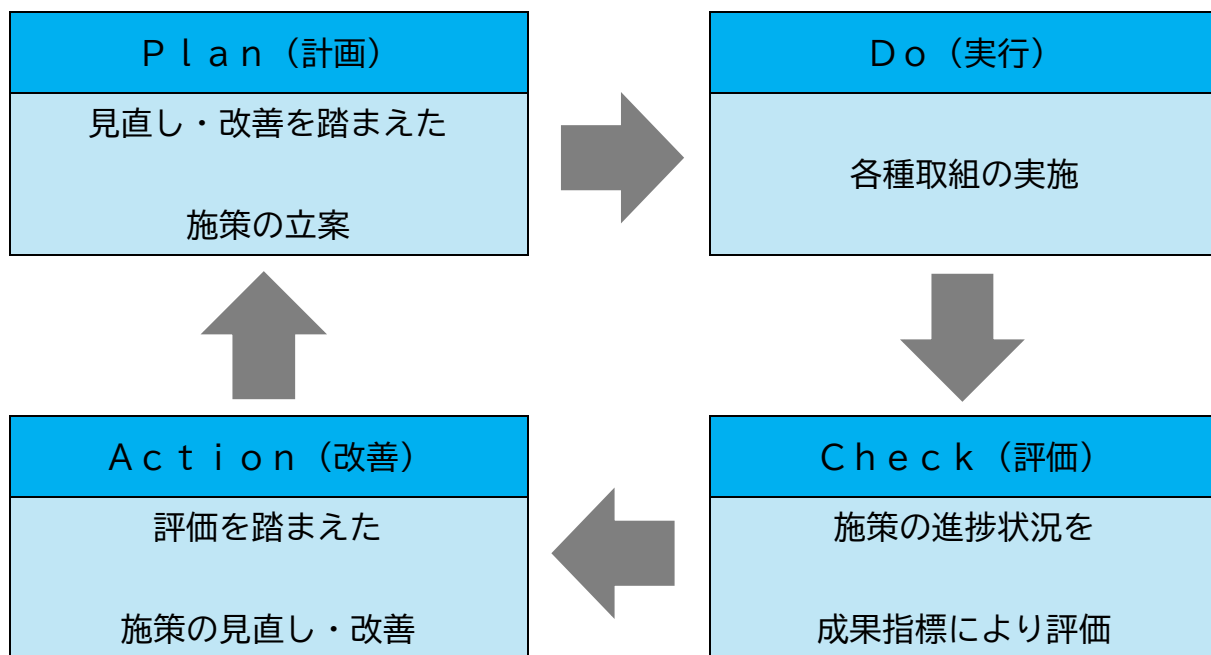 Ｐｌａｎ（計画）
見直し・改善を踏まえた
施策の立案
Ｄｏ（実行）
各種取組の実施
Ｃｈｅｃｋ（評価）
施策の進捗状況を
成果指標により評価
Ａｃｔｉｏｎ（改善）
評価を踏まえた
施策の見直し・改善